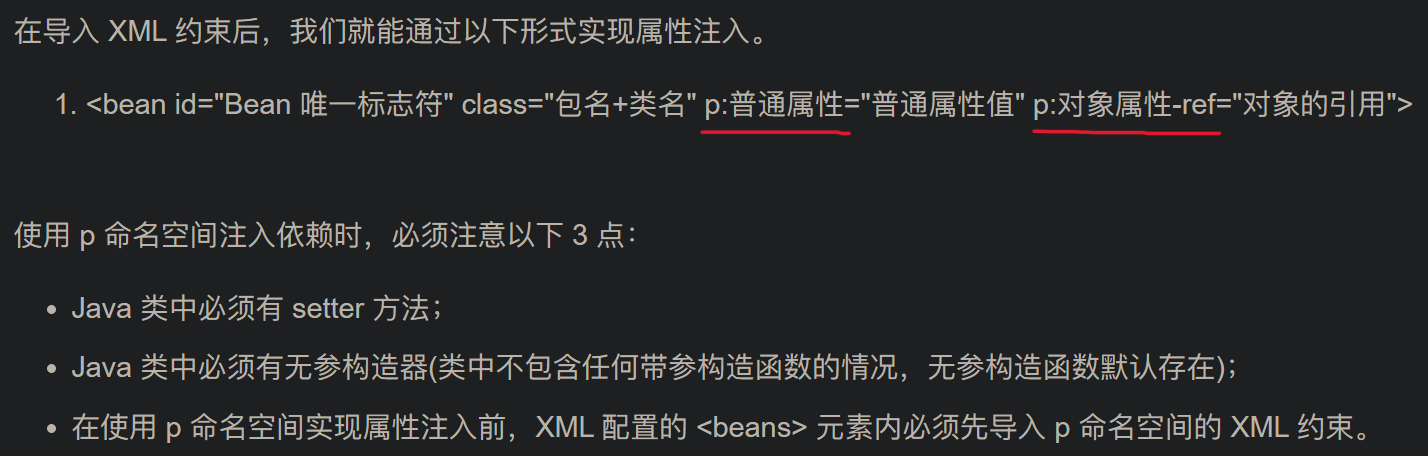 在导入 XML 约束后，我们就能通过以下形式实现属性注入。
1. <bean id="Bean 唯一标志符" class="包名+类名" p:普通属性="普通属性值" p:对象属性-ref="对象的引用">
使用 p 命名空间注入依赖时，必须注意以下 3 点：
• Java 类中必须有 setter 方法；
• Java 类中必须有无参构造器(类中不包含任何带参构造函数的情况，无参构造函数默认存在)；
• 在使用 p 命名空间实现属性注入前，XML 配置的 <beans> 元素内必须先导入 p 命名空间的 XML 约束。